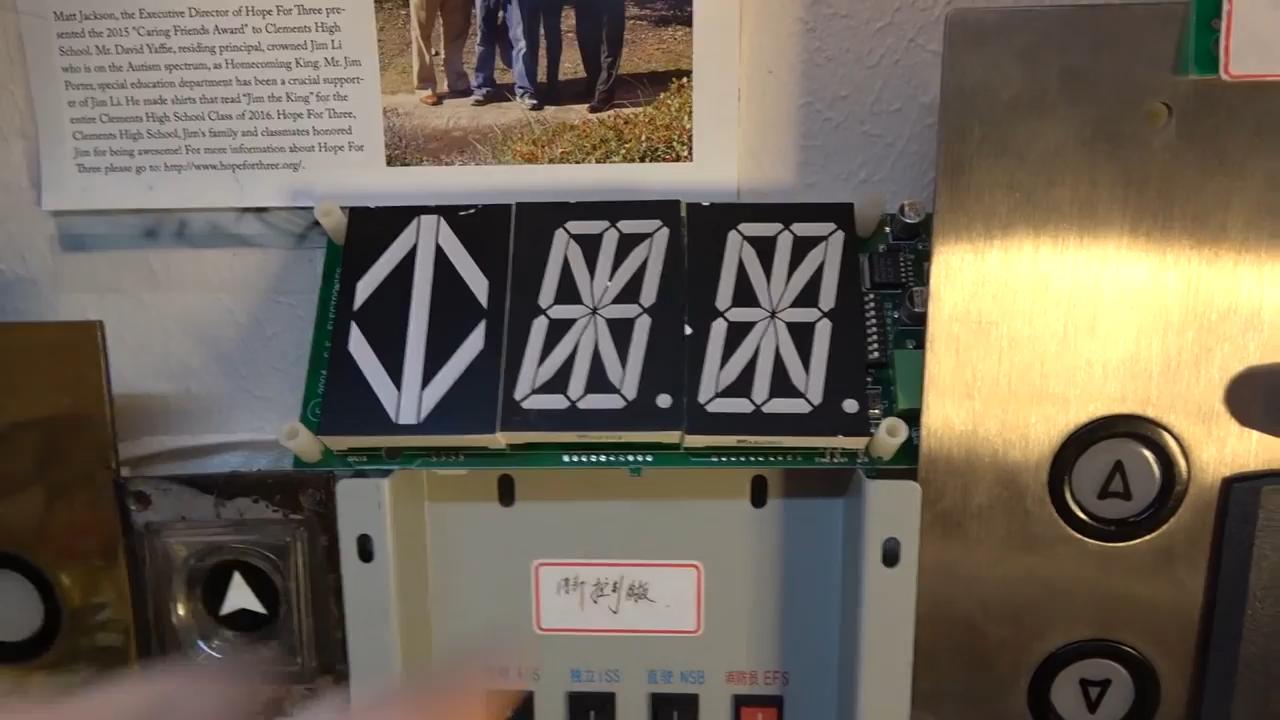 Matt Jackson, the Executive Director of Hope For Three pre-
sented the 2015 "Caring Friends Award" to Clements High
School. Mr. David Yaffie, residing principal, crowned Jim Li
who is on the Autism spectrum, as Homecoming King. Mr. Jim
Porter, special education department has been a crucial support-
er of Jim Li. He made shirts that read "Jim the King" for the
entire Clements High School Class of 2016. Hope For Three,
Clements High School, Jim's family and classmates honored
Jim for being awesome! For more information about Hope For
Three please go to: http://www.hopeforthree.org/.
独立 ISS
直驶 NSB
消防员 EFS